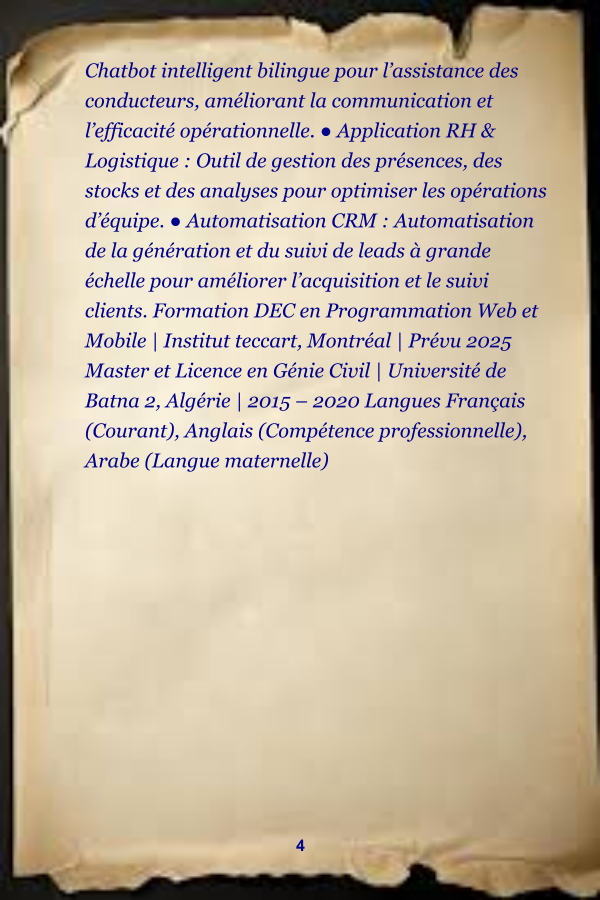 Chatbot intelligent bilingue pour l’assistance des
conducteurs, améliorant la communication et
l’efficacité opérationnelle. ● Application RH &
Logistique : Outil de gestion des présences, des
stocks et des analyses pour optimiser les opérations
d’équipe. ● Automatisation CRM : Automatisation
de la génération et du suivi de leads à grande
échelle pour améliorer l’acquisition et le suivi
clients. Formation DEC en Programmation Web et
Mobile | Institut teccart, Montréal | Prévu 2025
Master et Licence en Génie Civil | Université de
Batna 2, Algérie | 2015 – 2020 Langues Français
(Courant), Anglais (Compétence professionnelle),
Arabe (Langue maternelle)
4